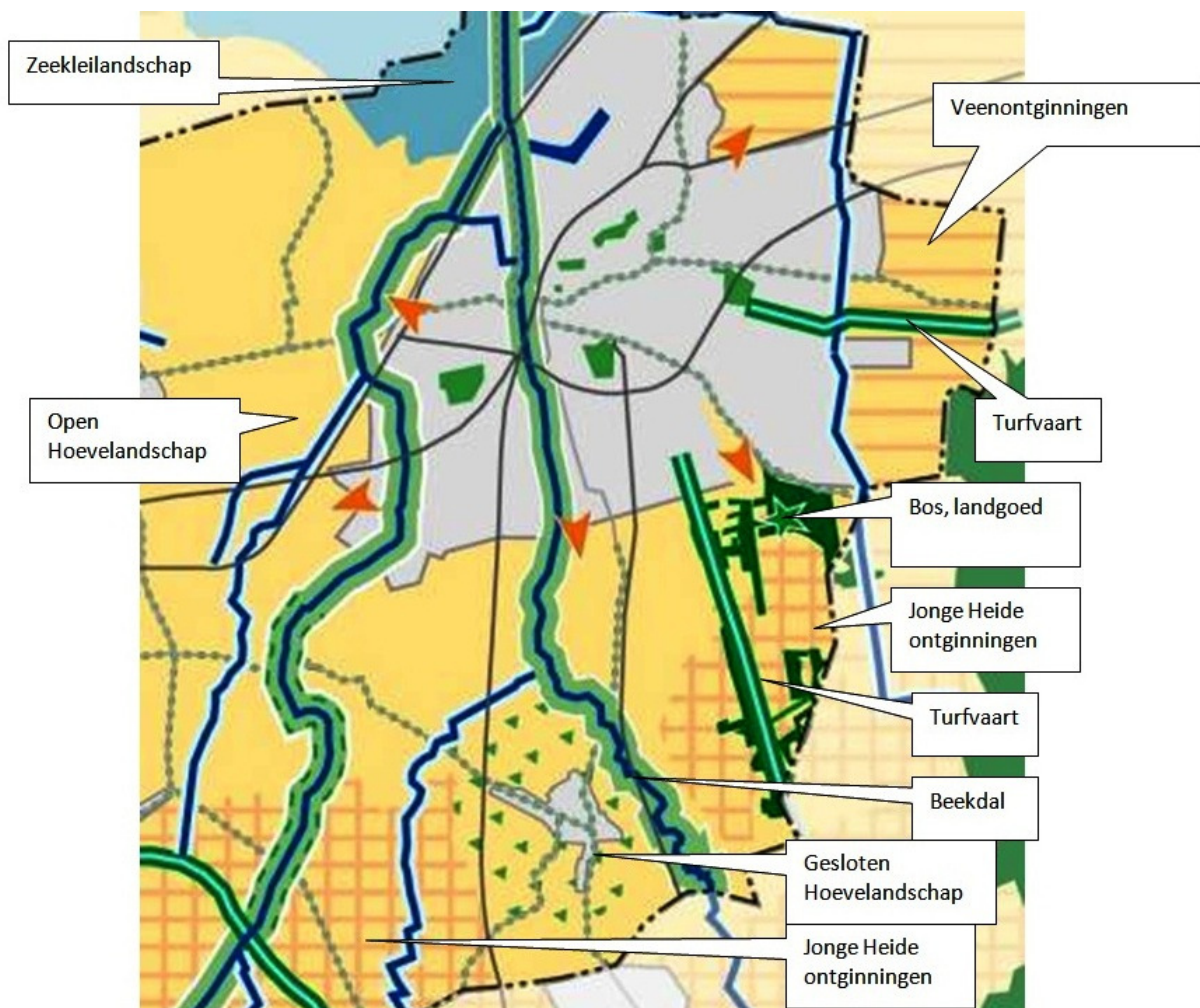 Zeekleilandschap
Veenontginningen
Open
Hoevelandschap
Turfvaart
Bos, landgoed
Jonge Heide
ontginningen
Turfvaart
Beekdal
Gesloten
Hoevelandschap
Jonge Heide
ontginningen